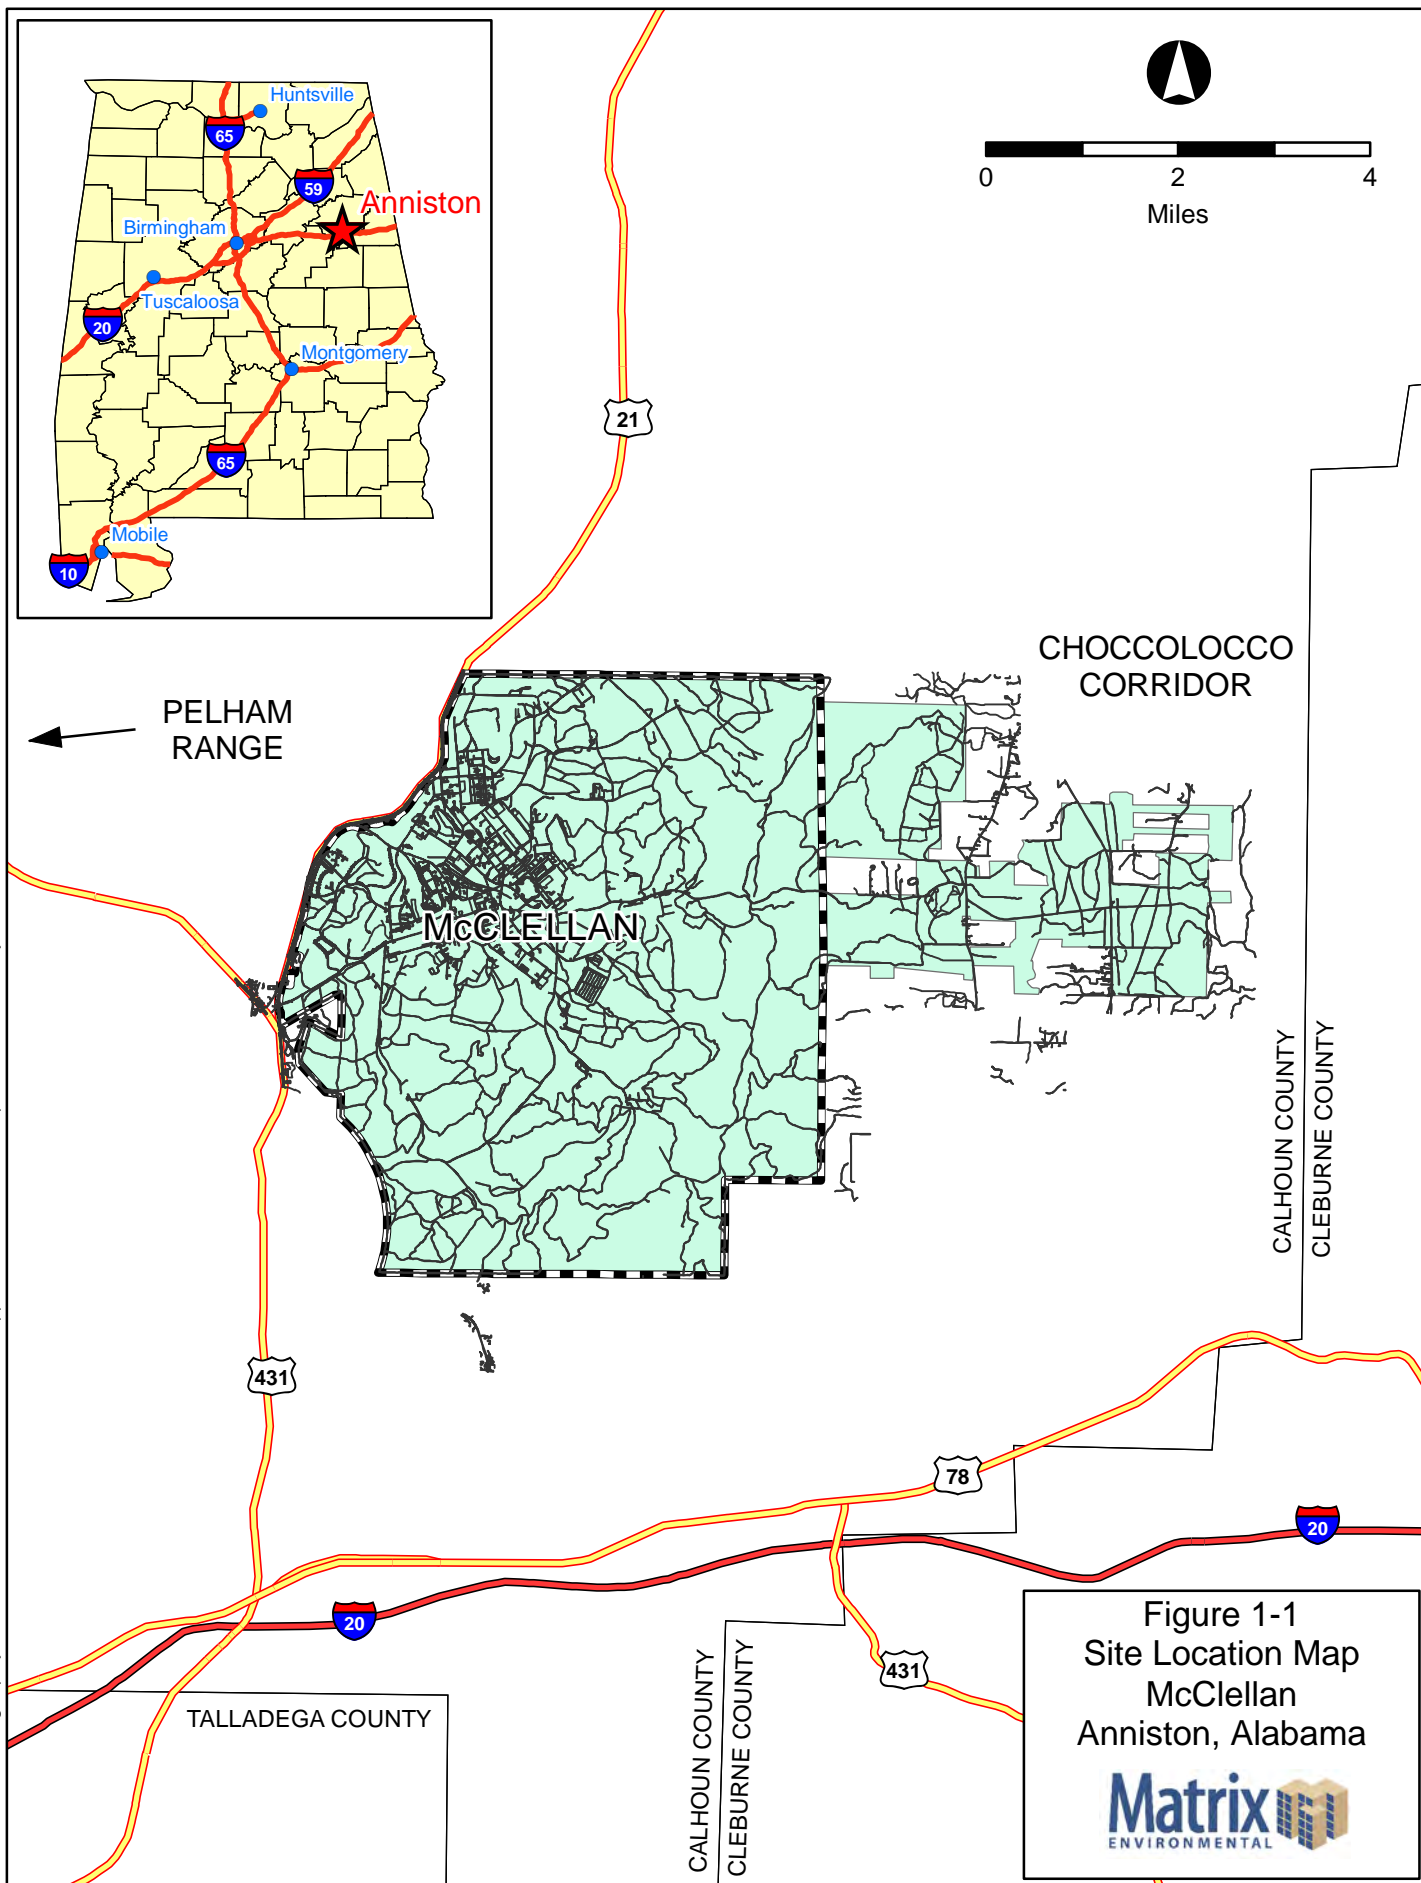 Huntsville
65
59
Anniston
Birmingham
Tuscaloosa
20
Montgomery
65
Mobile
10
0 2 4
Miles
21
CHOCCOLOCCO
CORRIDOR
PELHAM
RANGE
McCLELLAN
CALHOUN COUNTY
CLEBURNE COUNTY
431
78
20
20
431
TALLADEGA COUNTY
CALHOUN COUNTY
CLEBURNE COUNTY
Figure 1-1
Site Location Map
McClellan
Anniston, Alabama
Matrix
ENVIRONMENTAL